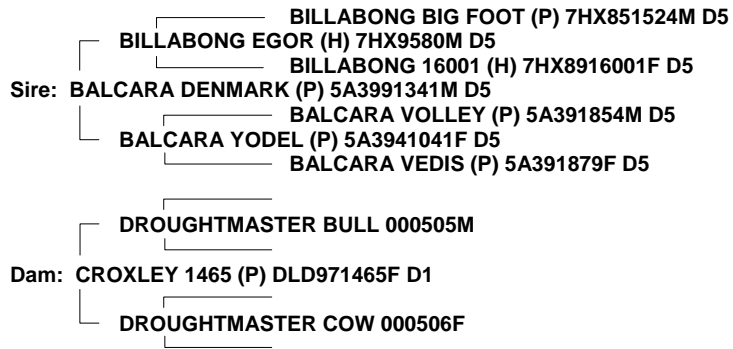 BILLABONG BIG FOOT (P) 7HX851524M D5
BILLABONG EGOR (H) 7HX9580M D5
BILLABONG 16001 (H) 7HX8916001F D5
Sire: BALCARA DENMARK (P) 5A3991341M D5
BALCARA VOLLEY (P) 5A391854M D5
BALCARA YODEL (P) 5A3941041F D5
BALCARA VEDIS (P) 5A391879F D5
DROUGHTMASTER BULL 000505M
Dam: CROXLEY 1465 (P) DLD971465F D1
DROUGHTMASTER COW 000506F